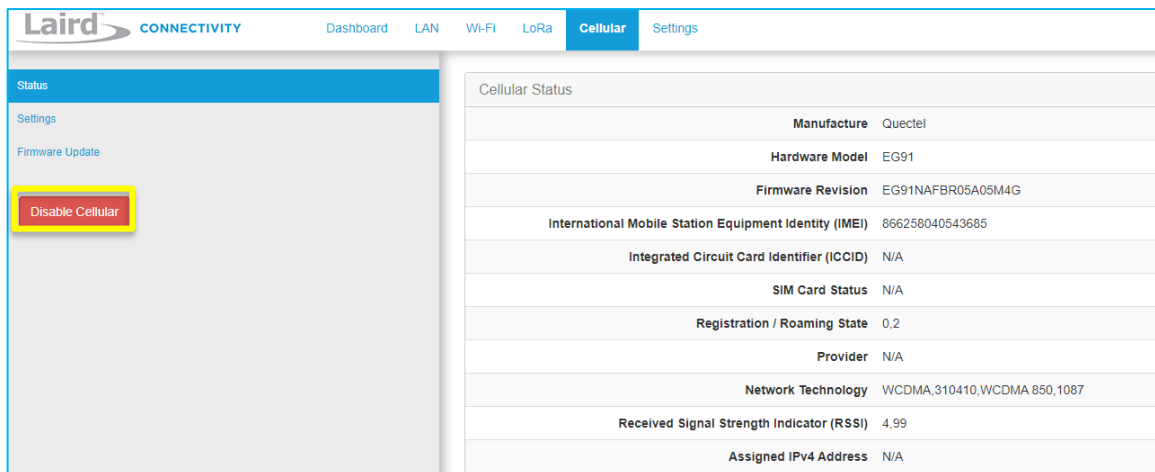 Laird™ CONNECTIVITY Dashboard LAN Wi-Fi LoRa Cellular Settings
Status
Settings
Firmware Update
Disable Cellular
Cellular Status
Manufacture Quectel
Hardware Model EG91
Firmware Revision EG91NAFBR05A05M4G
International Mobile Station Equipment Identity (IMEI) 866258040543685
Integrated Circuit Card Identifier (ICCID) N/A
SIM Card Status N/A
Registration / Roaming State 0,2
Provider N/A
Network Technology WCDMA,310410,WCDMA 850,1087
Received Signal Strength Indicator (RSSI) 4,99
Assigned IPv4 Address N/A